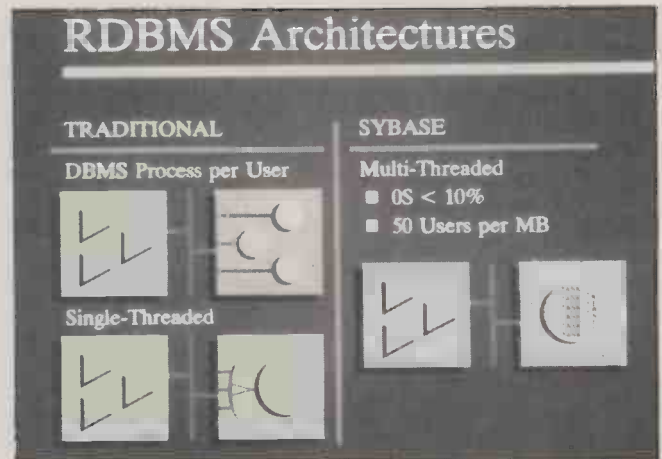 RDBMS Architectures
TRADITIONAL
DBMS Process per User
Single-Threaded
SYBASE
Multi-Threaded
■ 0S < 10%
■ 50 Users per MB